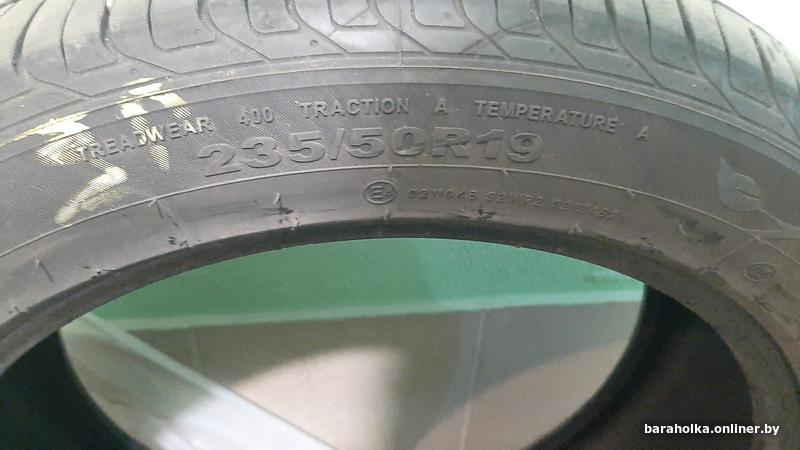 TREADWEAR 400 TRACTION A TEMPERATURE A
235/50R19
baraholka.onliner.by